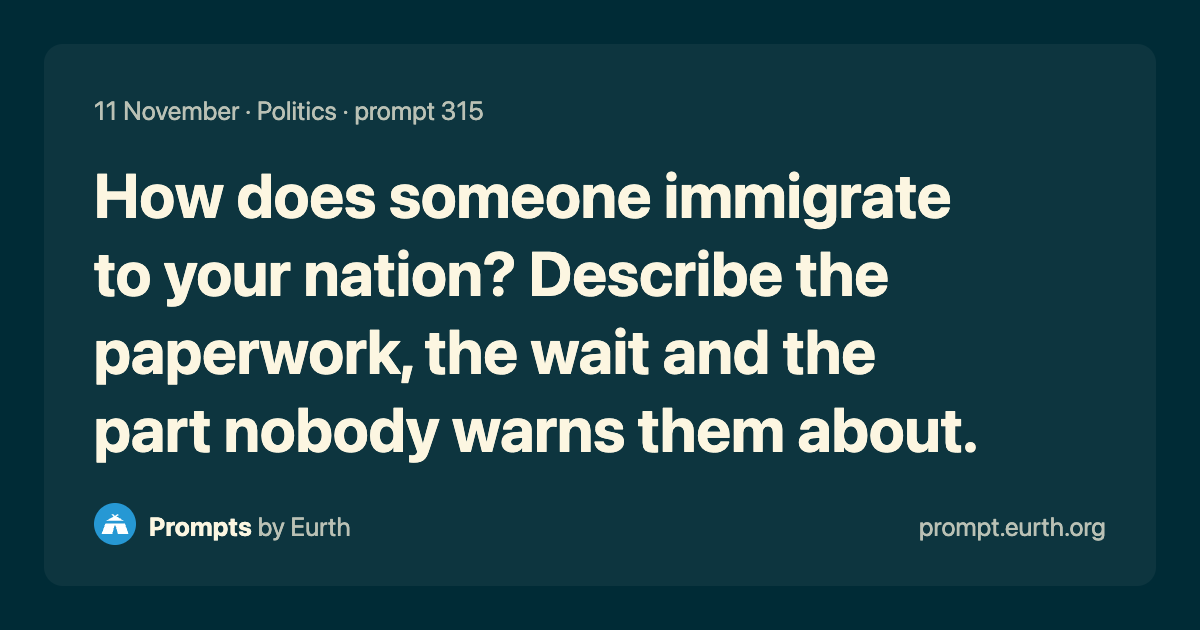 11 November · Politics · prompt 315
How does someone immigrate
to your nation? Describe the
paperwork, the wait and the
part nobody warns them about.
Prompts by Eurth
prompt.eurth.org